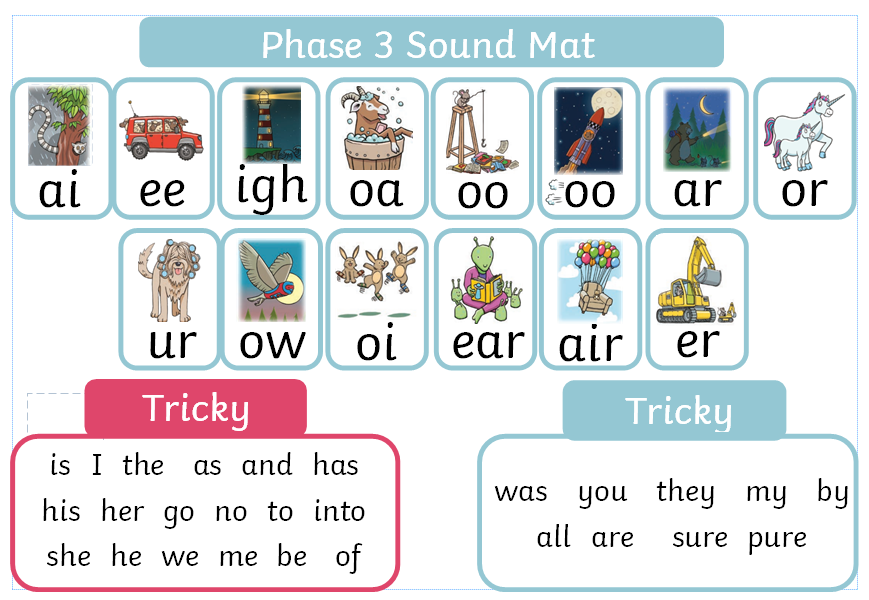 Phase 3 Sound Mat
ai ee igh oa oo oo ar or
ur ow oi ear air er
Tricky
is I the as and has
his her go no to into
she he we me be of
Tricky
was you they my by
all are sure pure